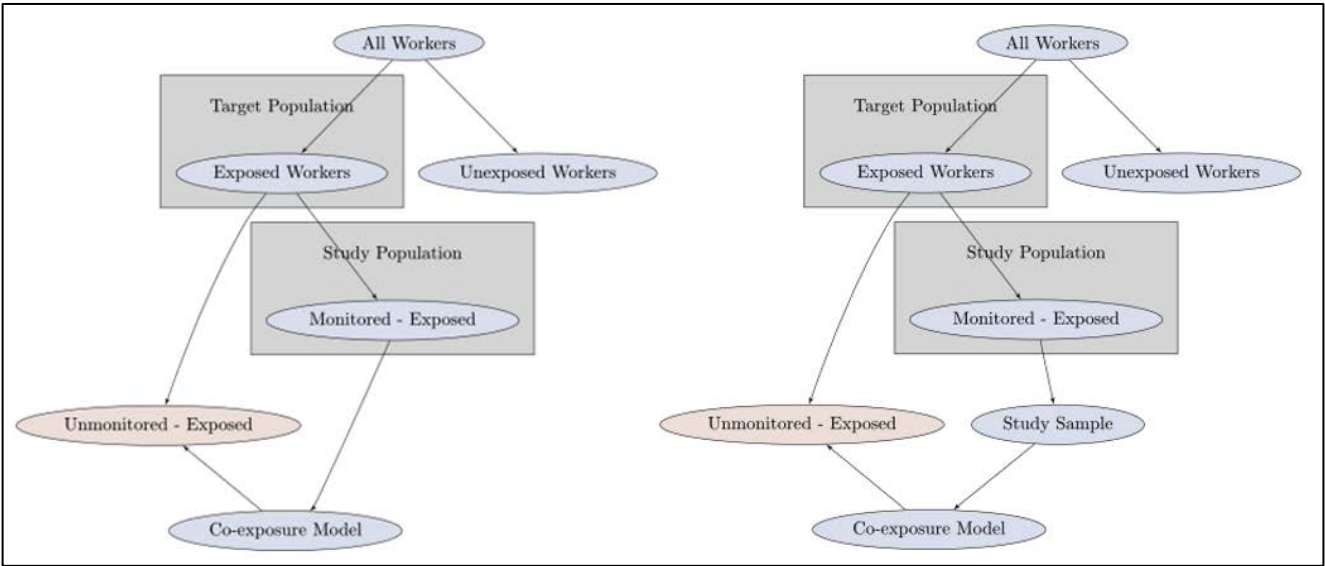 All Workers
Target Population
Exposed Workers
Unexposed Workers
Study Population
Monitored - Exposed
Unmonitored - Exposed
Co-exposure Model
All Workers
Target Population
Exposed Workers
Unexposed Workers
Study Population
Monitored - Exposed
Unmonitored - Exposed
Study Sample
Co-exposure Model